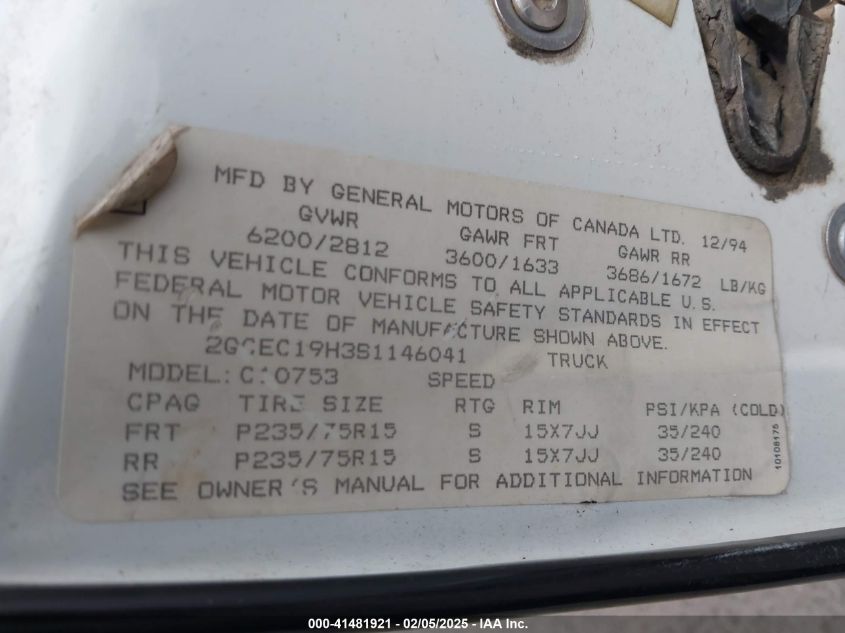 MFD BY GENERAL MOTORS OF CANADA LTD. 12/94
GVWR GAWR FRT GAWR RR
6200/2812 3600/1633 3686/1672 LB/KG
THIS VEHICLE CONFORMS TO ALL APPLICABLE U.S.
FEDERAL MOTOR VEHICLE SAFETY STANDARDS IN EFFECT
ON THE DATE OF MANUFACTURE SHOWN ABOVE.
2GCEC19H3S1146041 TRUCK
MODEL: C10753 SPEED
CPAG TIRE SIZE RTG RIM PSI/KPA (COLD)
FRT P235/75R15 S 15X7JJ 35/240
RR P235/75R15 S 15X7JJ 35/240
SEE OWNER'S MANUAL FOR ADDITIONAL INFORMATION
10108175
000-41481921 - 02/05/2025 - IAA Inc.